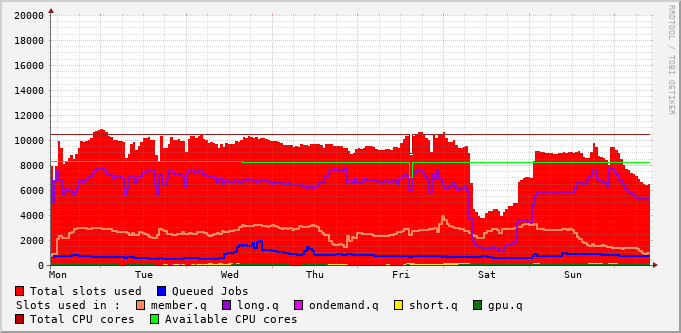 RRDTOOL / TOBI OETIKER
20000
18000
16000
14000
12000
10000
8000
6000
4000
2000
0
Mon Tue Wed Thu Fri Sat Sun
Total slots used Queued Jobs
Slots used in : member.q long.q ondemand.q short.q gpu.q
Total CPU cores Available CPU cores